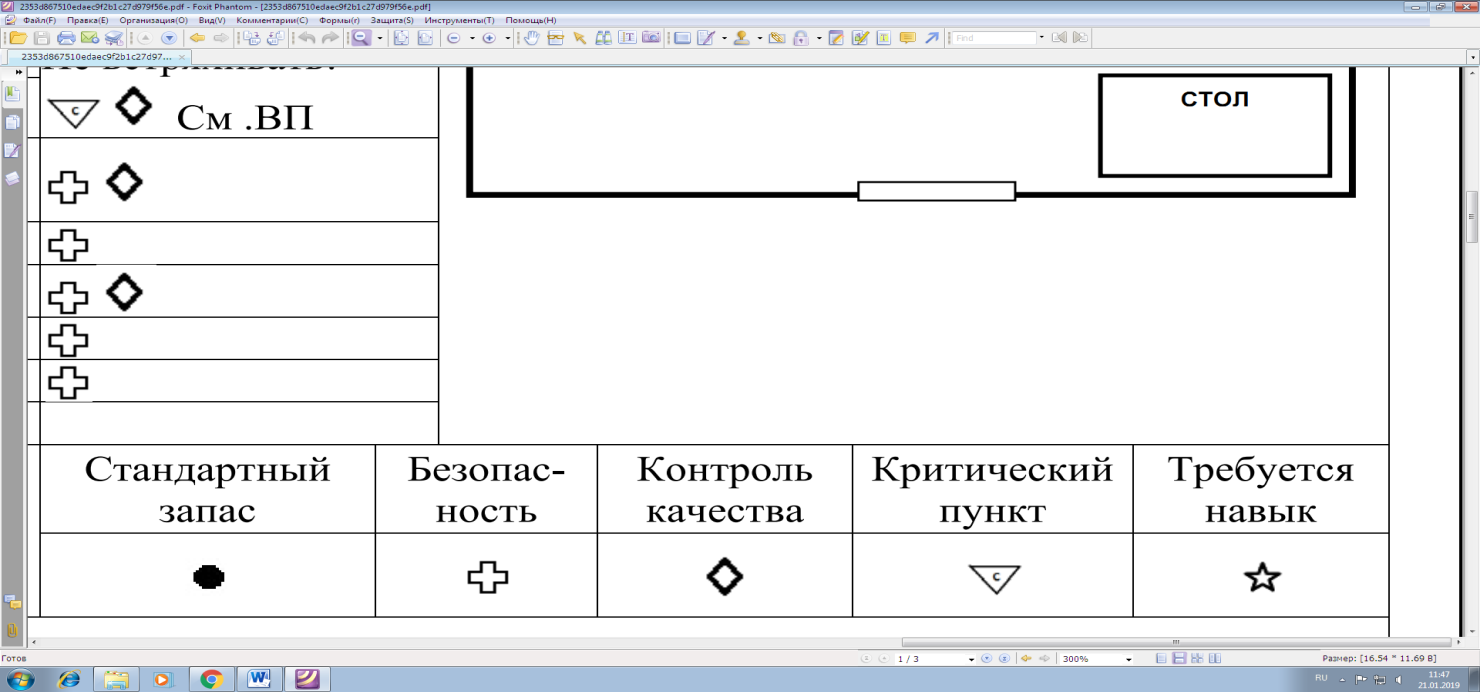 2353d867510edaec9f2b1c27d979f56e.pdf - Foxit Phantom - [2353d867510edaec9f2b1c27d979f56e.pdf]
Файл(F) Правка(E) Организация(O) Вид(V) Комментарии(C) Формы(r) Защита(S) Инструменты(T) Помощь(H)
Find
2353d867510edaec9f2b1c27d97...
Не встряхивать.
C См .ВП
СТОЛ
Стандартный запас
Безопас-
ность
Контроль
качества
Критический
пункт
Требуется
навык
C
Готов
1 / 3
300%
Размер: [16.54 * 11.69 В]
RU
11:47
21.01.2019